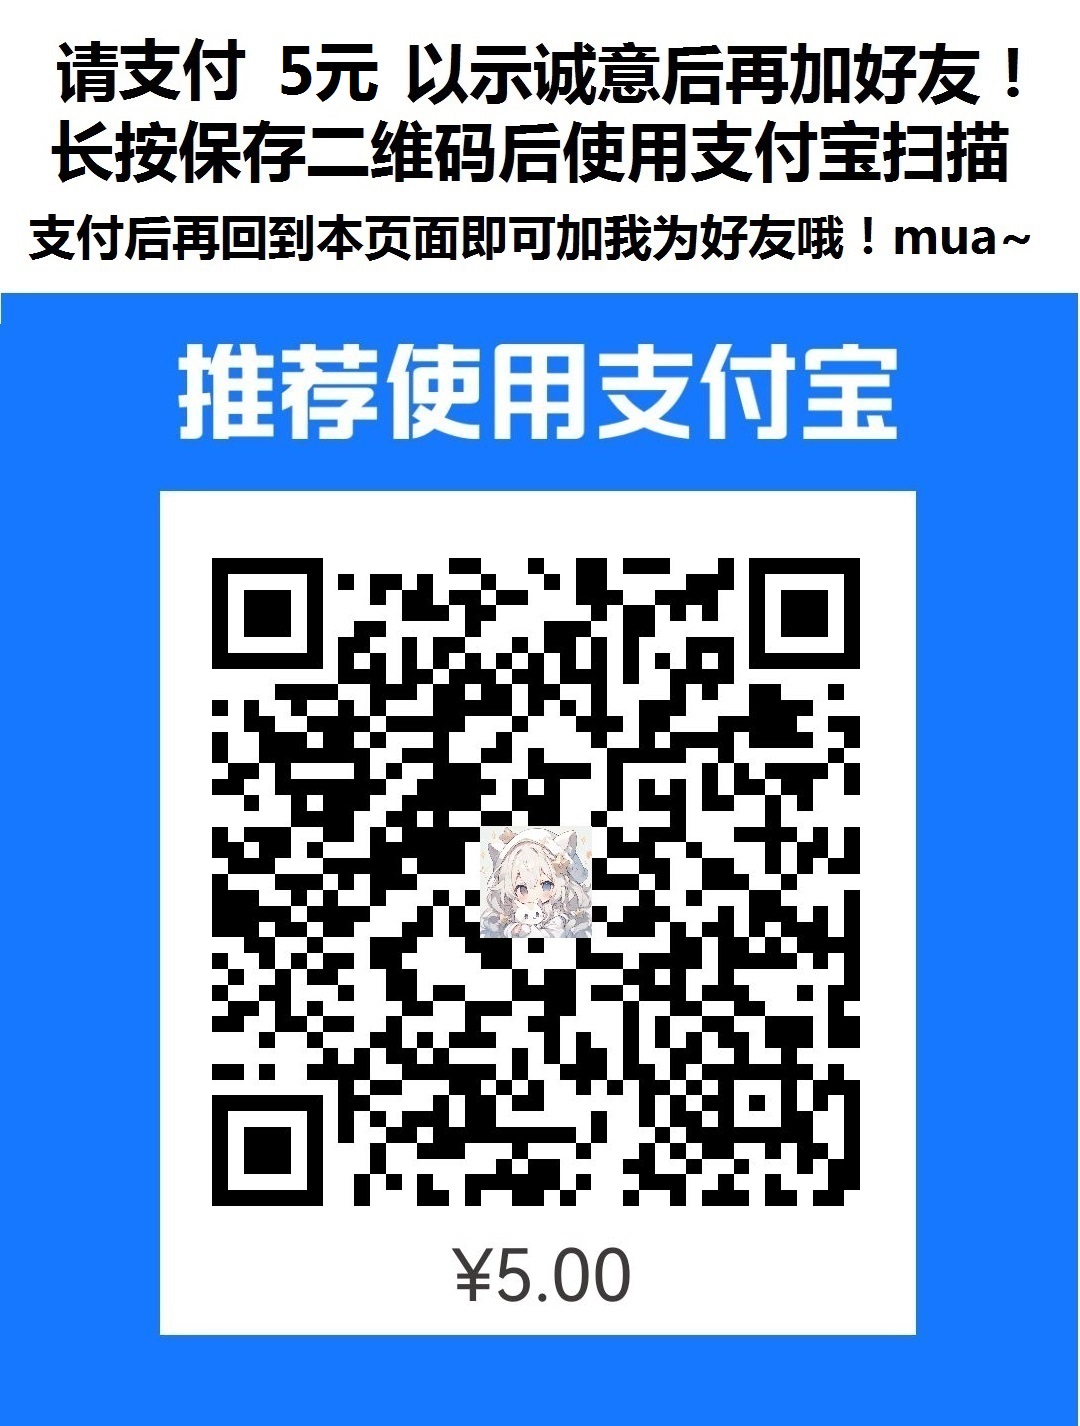 请支付 5元 以示诚意后再加好友！
长按保存二维码后使用支付宝扫描
支付后再回到本页面即可加我为好友哦！mua~
推荐使用支付宝
¥5.00